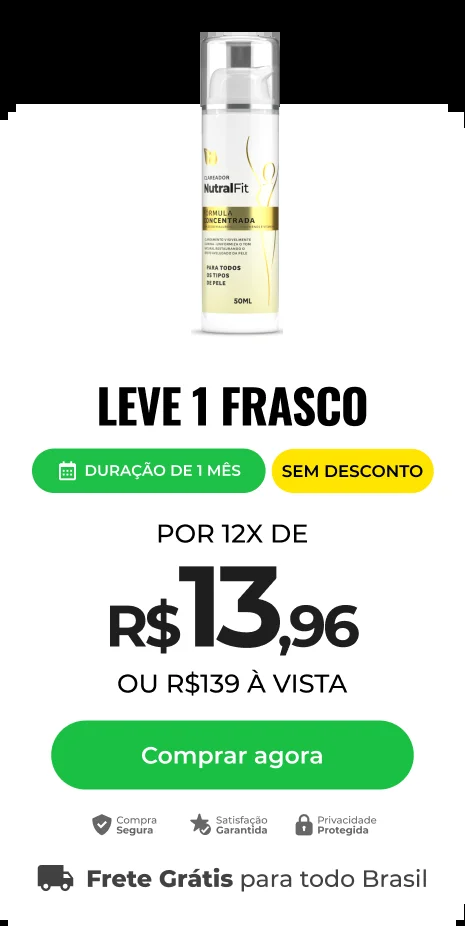 CLAREADOR
NutralFit
FÓRMULA
CONCENTRADA
PARA TODOS
OS TIPOS
DE PELE
50ML
LEVE 1 FRASCO
DURAÇÃO DE 1 MÊS
SEM DESCONTO
POR 12X DE
R$13,96
OU R$139 À VISTA
Comprar agora
Compra
Segura
Satisfação
Garantida
Privacidade
Protegida
Frete Grátis para todo Brasil